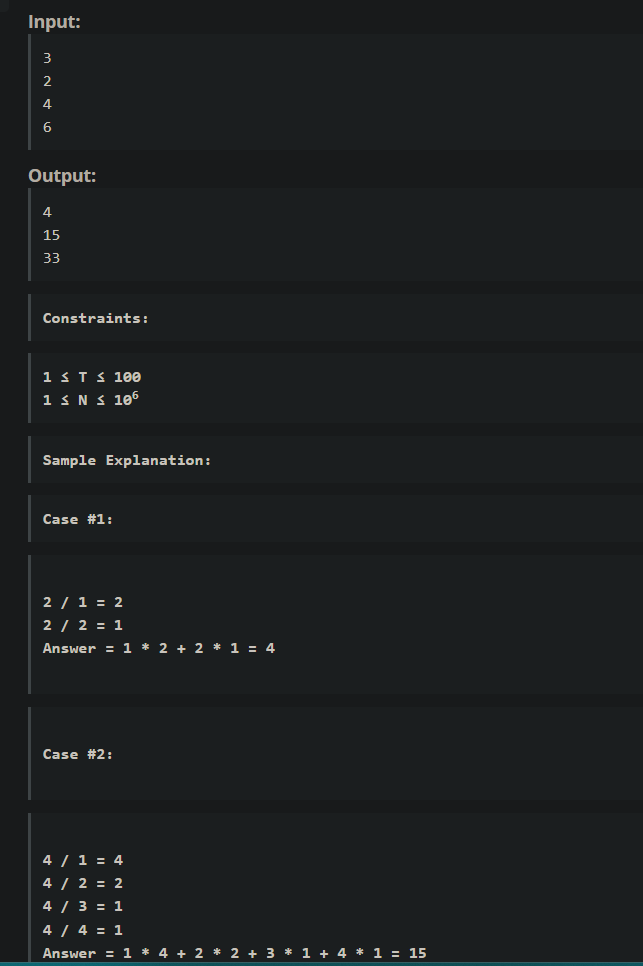 Input:
3
2
4
6
Output:
4
15
33
Constraints:
1 ≤ T ≤ 100
1 ≤ N ≤ 10⁶
Sample Explanation:
Case #1:
2 / 1 = 2
2 / 2 = 1
Answer = 1 * 2 + 2 * 1 = 4
Case #2:
4 / 1 = 4
4 / 2 = 2
4 / 3 = 1
4 / 4 = 1
Answer = 1 * 4 + 2 * 2 + 3 * 1 + 4 * 1 = 15